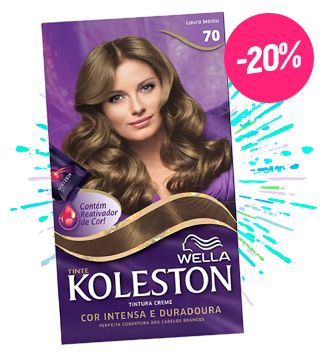 Louro Médio
70
-20%
Contém
Reativador
de Cor!
WELLA
TINTE
KOLESTON
TINTURA CREME
COR INTENSA E DURADOURA
PERFEITA COBERTURA DOS CABELOS BRANCOS